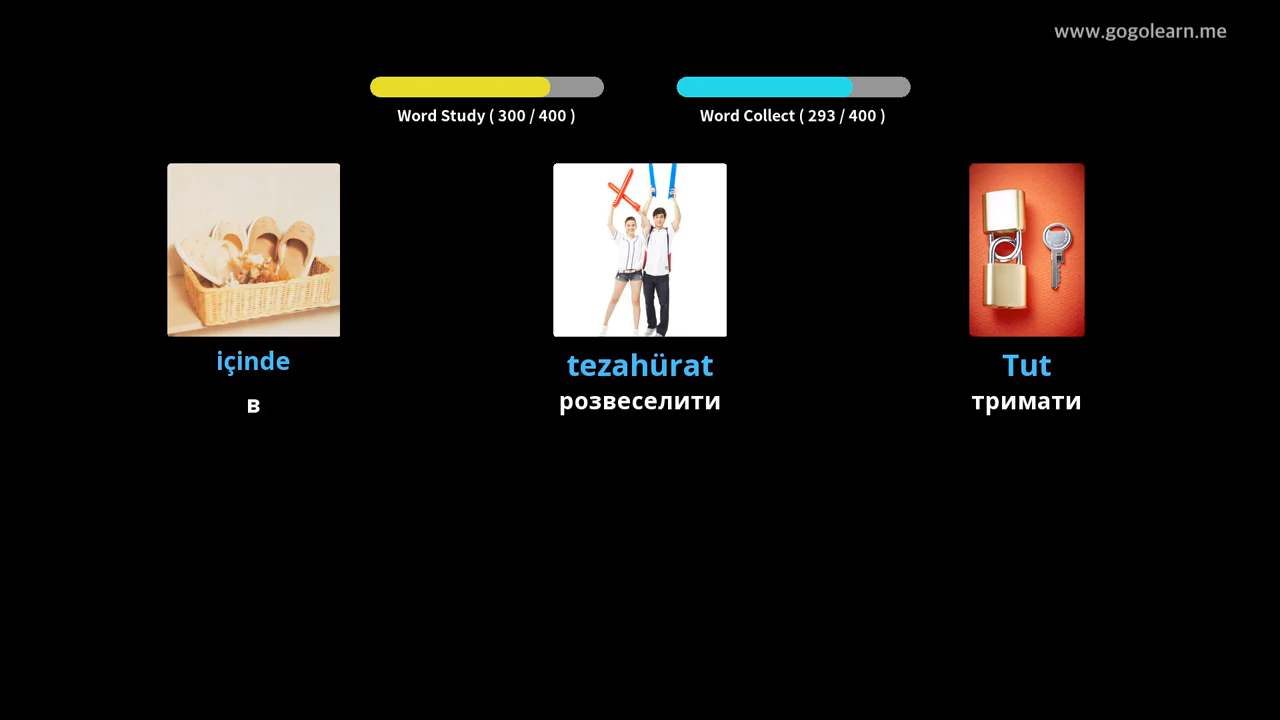 www.gogolearn.me
Word Study ( 300 / 400 )
Word Collect ( 293 / 400 )
içinde
в
tezahürat
розвеселити
Tut
тримати